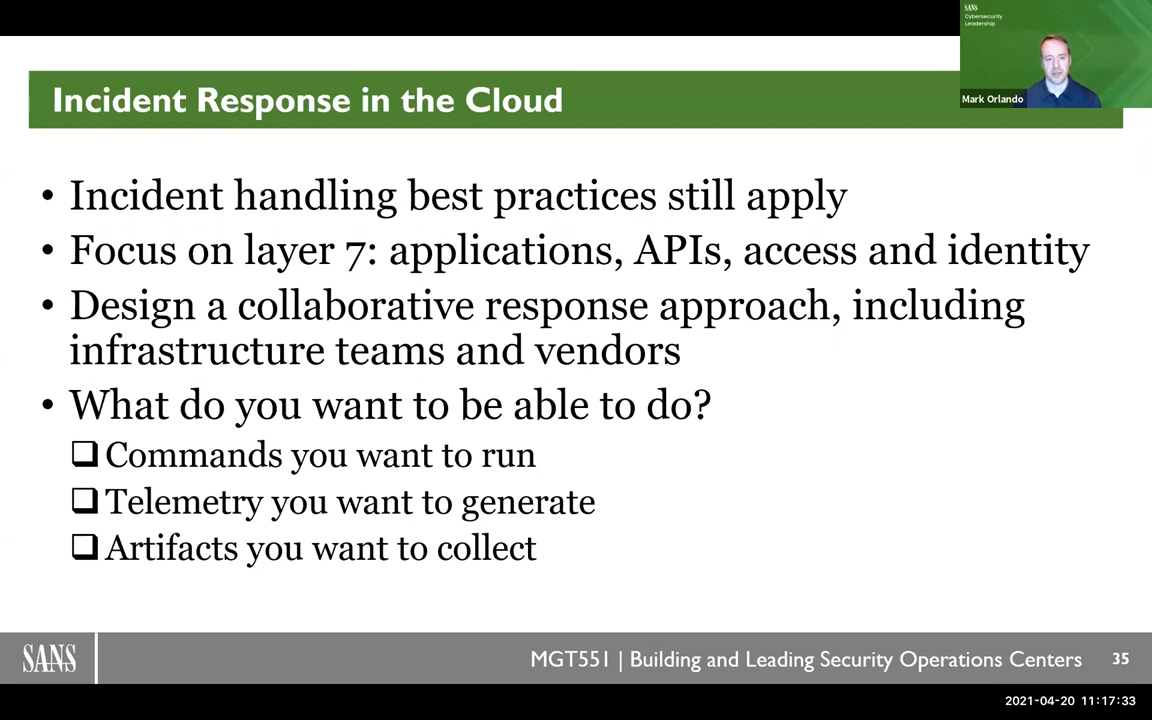 SANS
Cybersecurity
Leadership
Mark Orlando
Incident Response in the Cloud
• Incident handling best practices still apply
• Focus on layer 7: applications, APIs, access and identity
• Design a collaborative response approach, including
infrastructure teams and vendors
• What do you want to be able to do?
❑ Commands you want to run
❑ Telemetry you want to generate
❑ Artifacts you want to collect
SANS
MGT551 | Building and Leading Security Operations Centers 35
2021-04-20 11:17:33